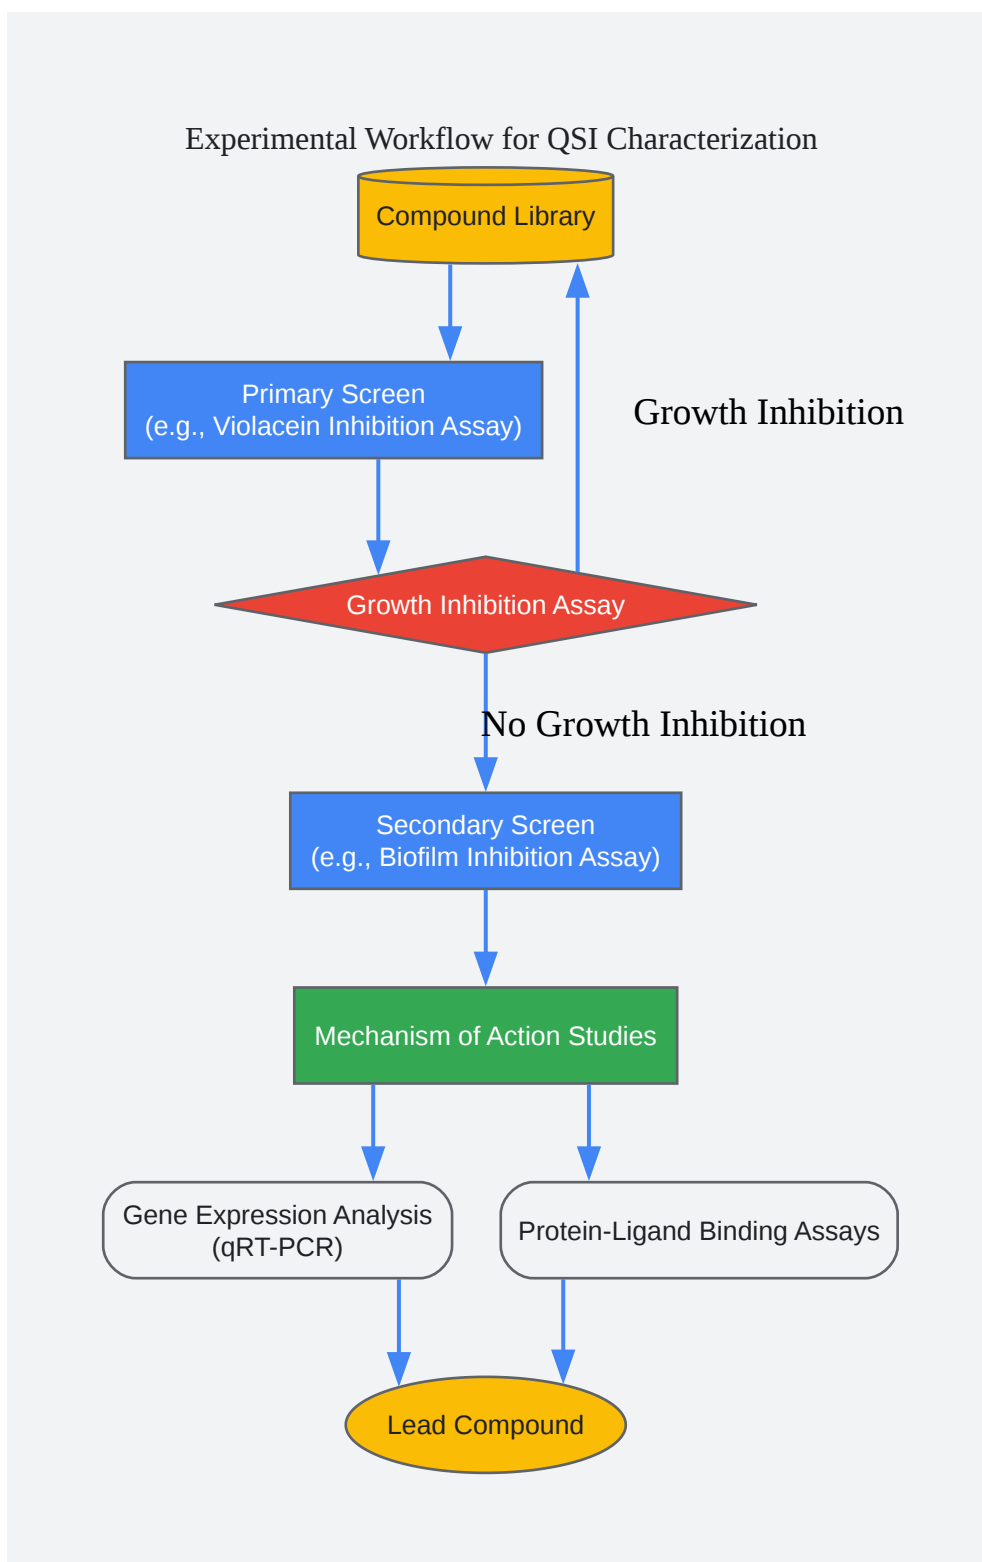 Experimental Workflow for QSI Characterization
Compound Library
Primary Screen
(e.g., Violacein Inhibition Assay)
Growth Inhibition
Growth Inhibition Assay
No Growth Inhibition
Secondary Screen
(e.g., Biofilm Inhibition Assay)
Mechanism of Action Studies
Gene Expression Analysis
(qRT-PCR)
Protein-Ligand Binding Assays
Lead Compound